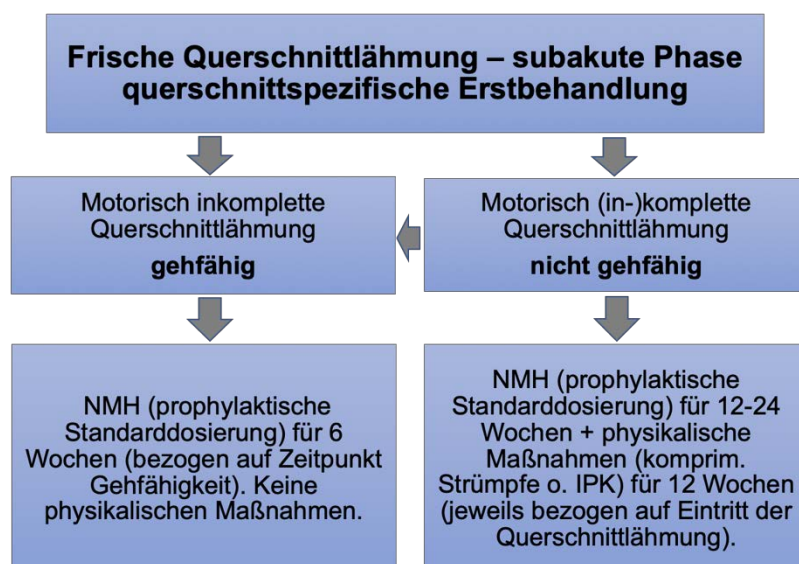 Frische Querschnittlähmung – subakute Phase
querschnittspezifische Erstbehandlung
Motorisch inkomplette
Querschnittlähmung
gehfähig
Motorisch (in-)komplette
Querschnittlähmung
nicht gehfähig
NMH (prophylaktische
Standarddosierung) für 6
Wochen (bezogen auf Zeitpunkt
Gehfähigkeit). Keine
physikalischen Maßnahmen.
NMH (prophylaktische
Standarddosierung) für 12-24
Wochen + physikalische
Maßnahmen (komprim.
Strümpfe o. IPK) für 12 Wochen
(jeweils bezogen auf Eintritt der
Querschnittlähmung).